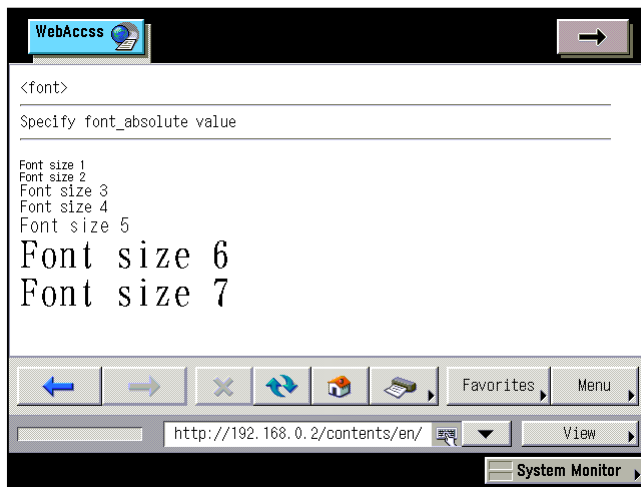 WebAccss
<font>
Specify font_absolute value
Font size 1
Font size 2
Font size 3
Font size 4
Font size 5
Font size 6
Font size 7
Favorites Menu
http://192.168.0.2/contents/en/ View
System Monitor